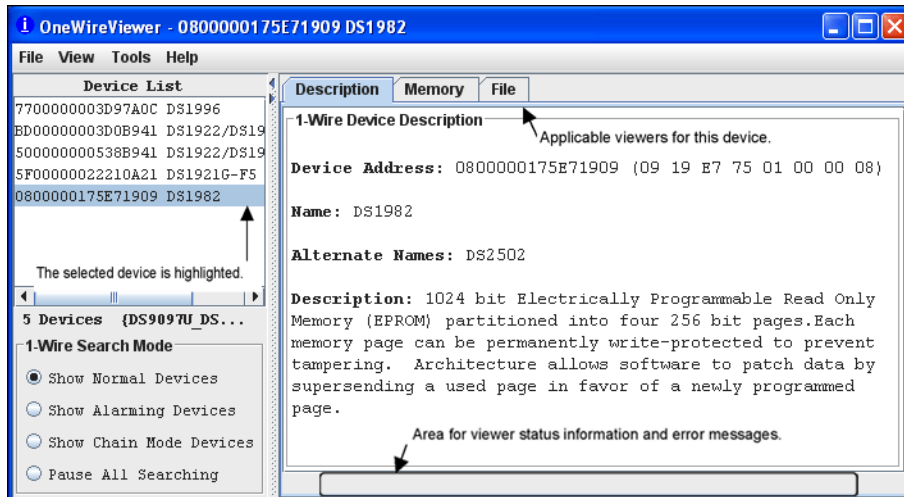 OneWireViewer - 0800000175E71909 DS1982
File View Tools Help
Device List
7700000003D97A0C DS1996
BD00000003D0B941 DS1922/DS19
500000000538B941 DS1922/DS19
5F00000022210A21 DS1921G-F5
0800000175E71909 DS1982
The selected device is highlighted.
5 Devices {DS9097U_DS...
1-Wire Search Mode
Show Normal Devices
Show Alarming Devices
Show Chain Mode Devices
Pause All Searching
Description Memory File
1-Wire Device Description
Applicable viewers for this device.
Device Address: 0800000175E71909 (09 19 E7 75 01 00 00 08)
Name: DS1982
Alternate Names: DS2502
Description: 1024 bit Electrically Programmable Read Only
Memory (EPROM) partitioned into four 256 bit pages.Each
memory page can be permanently write-protected to prevent
tampering. Architecture allows software to patch data by
supersending a used page in favor of a newly programmed
page.
Area for viewer status information and error messages.